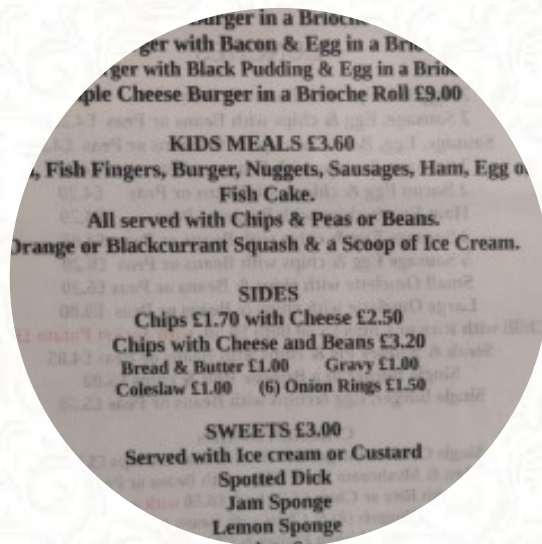 Burger in a Brioche
ger with Bacon & Egg in a Bri
ger with Black Pudding & Egg in a Brio
ple Cheese Burger in a Brioche Roll £9.00
KIDS MEALS £3.60
, Fish Fingers, Burger, Nuggets, Sausages, Ham, Egg o
Fish Cake.
All served with Chips & Peas or Beans.
Orange or Blackcurrant Squash & a Scoop of Ice Cream.
SIDES
Chips £1.70 with Cheese £2.50
Chips with Cheese and Beans £3.20
Bread & Butter £1.00 Gravy £1.00
Coleslaw £1.00 (6) Onion Rings £1.50
SWEETS £3.00
Served with Ice cream or Custard
Spotted Dick
Jam Sponge
Lemon Sponge